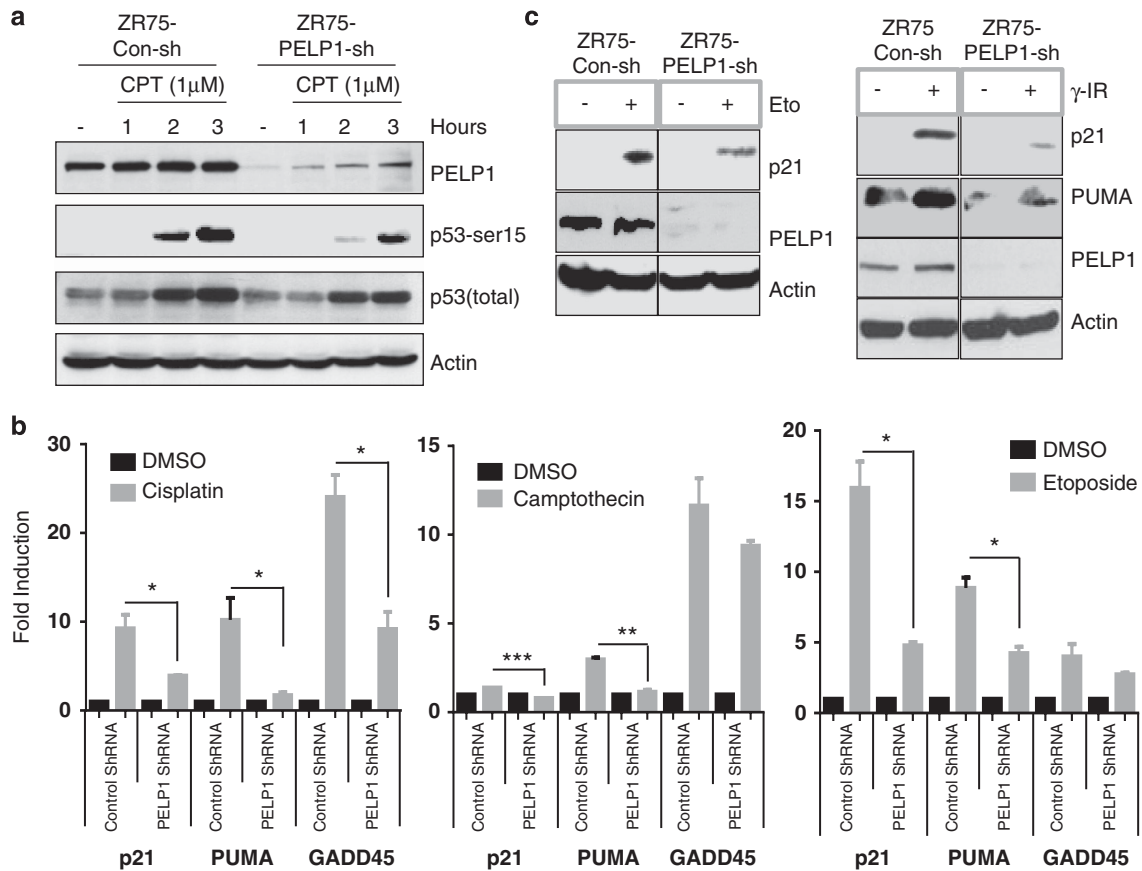 a
ZR75-
Con-sh
ZR75-
PELP1-sh
CPT (1μM)
CPT (1μM)
- 1 2 3 - 1 2 3 Hours
PELP1
p53-ser15
p53(total)
Actin
c
ZR75-
Con-sh
ZR75-
PELP1-sh
- + - + Eto
p21
PELP1
Actin
ZR75
Con-sh
ZR75-
PELP1-sh
- + - + γ-IR
p21
PUMA
PELP1
Actin
b
Fold Induction
30
20
10
0
DMSO
Cisplatin
*
*
*
Control ShRNA
PELP1 ShRNA
Control ShRNA
PELP1 ShRNA
Control ShRNA
PELP1 ShRNA
p21 PUMA GADD45
15
10
5
0
DMSO
Camptothecin
***
**
Control ShRNA
PELP1 ShRNA
Control ShRNA
PELP1 ShRNA
Control ShRNA
PELP1 ShRNA
p21 PUMA GADD45
20
15
10
5
0
DMSO
Etoposide
*
*
Control ShRNA
PELP1 ShRNA
Control ShRNA
PELP1 ShRNA
Control ShRNA
PELP1 ShRNA
p21 PUMA GADD45